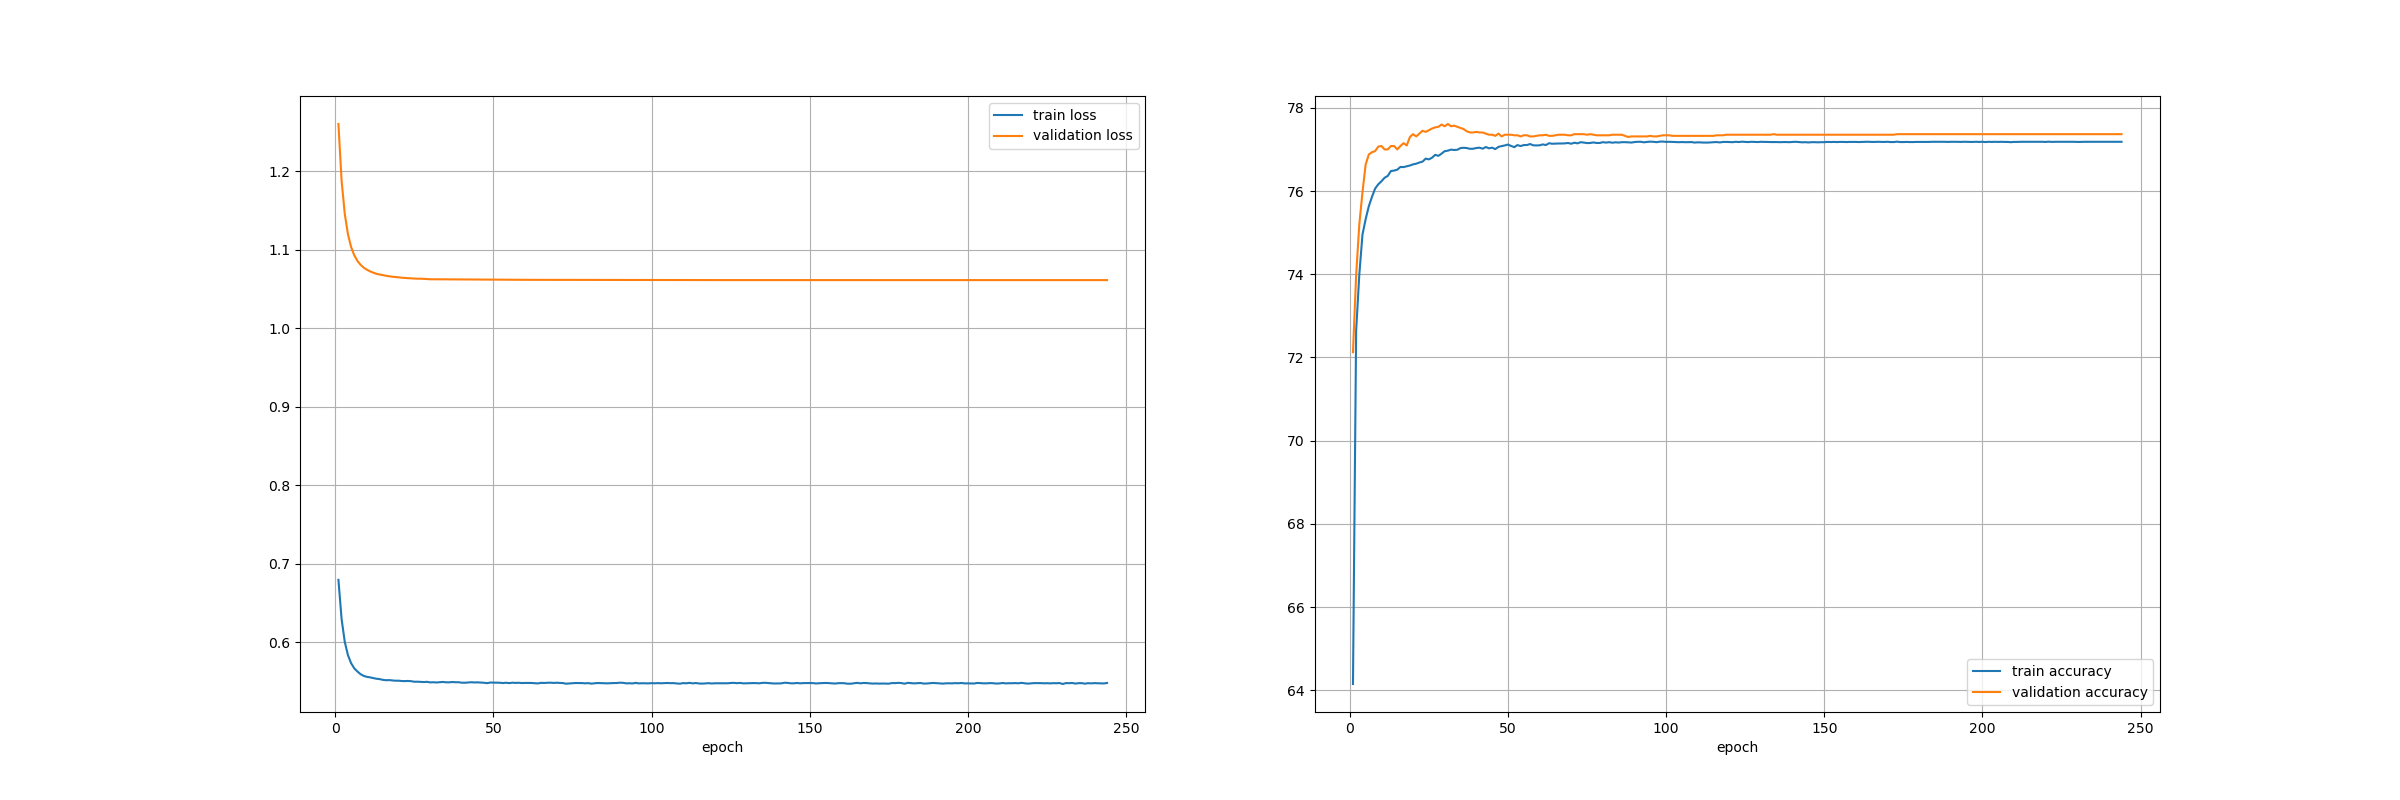 train loss
validation loss
1.2
1.1
1.0
0.9
0.8
0.7
0.6
0 50 100 150 200 250
epoch
78
76
74
72
70
68
66
64
train accuracy
validation accuracy
0 50 100 150 200 250
epoch